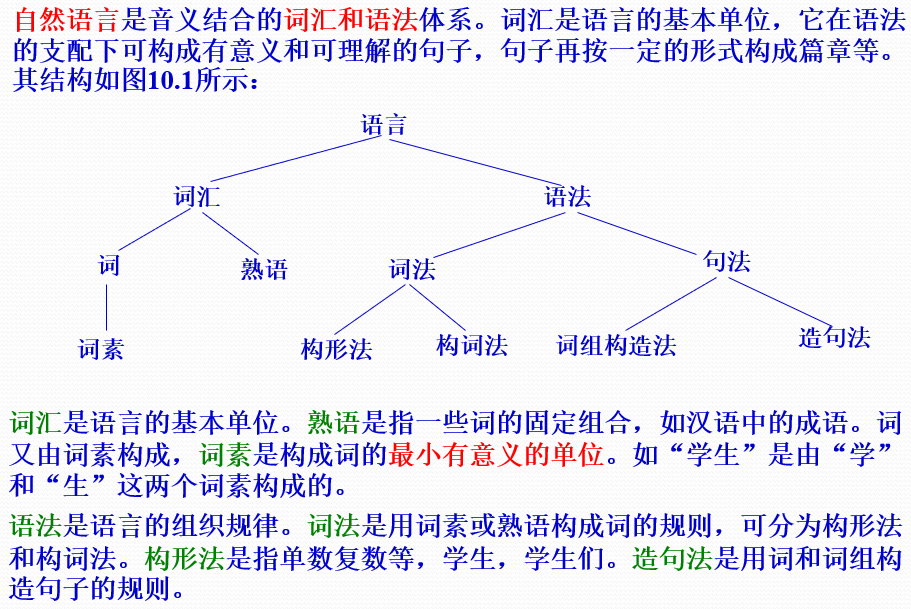 自然语言是音义结合的词汇和语法体系。词汇是语言的基本单位，它在语法
的支配下可构成有意义和可理解的句子，句子再按一定的形式构成篇章等。
其结构如图10.1所示：
语言
词汇
语法
词
熟语
词法
句法
词素
构形法
构词法
词组构造法
造句法
词汇是语言的基本单位。熟语是指一些词的固定组合，如汉语中的成语。词
又由词素构成，词素是构成词的最小有意义的单位。如“学生”是由“学”
和“生”这两个词素构成的。
语法是语言的组织规律。词法是用词素或熟语构成词的规则，可分为构形法
和构词法。构形法是指单数复数等，学生，学生们。造句法是用词和词组构
造句子的规则。